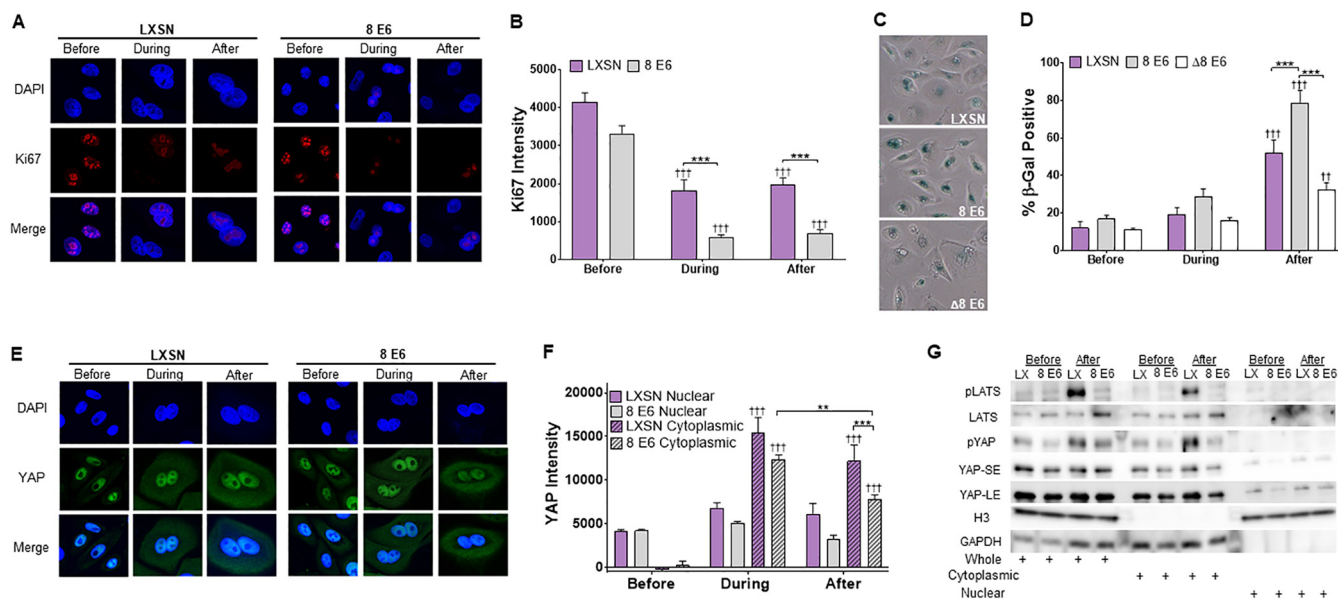 A
LXSN
8 E6
Before During After Before During After
DAPI
Ki67
Merge
B
LXSN 8 E6
Ki67 Intensity
5000
4000
3000
2000
1000
0
††† *** †††
††† *** †††
Before During After
C
LXSN
8 E6
Δ8 E6
D
LXSN 8 E6 Δ8 E6
% β-Gal Positive
100
80
60
40
20
0
*** ***
††† ††† ††
Before During After
E
LXSN
8 E6
Before During After Before During After
DAPI
YAP
Merge
F
LXSN Nuclear
8 E6 Nuclear
LXSN Cytoplasmic
8 E6 Cytoplasmic
YAP Intensity
20000
15000
10000
5000
0
**
***
††† ††† ††† †††
Before During After
G
Before After Before After Before After
LX 8 E6 LX 8 E6 LX 8 E6 LX 8 E6 LX 8 E6 LX 8 E6
pLATS
LATS
pYAP
YAP-SE
YAP-LE
H3
GAPDH
Whole + + + +
Cytoplasmic + + + +
Nuclear + + + +